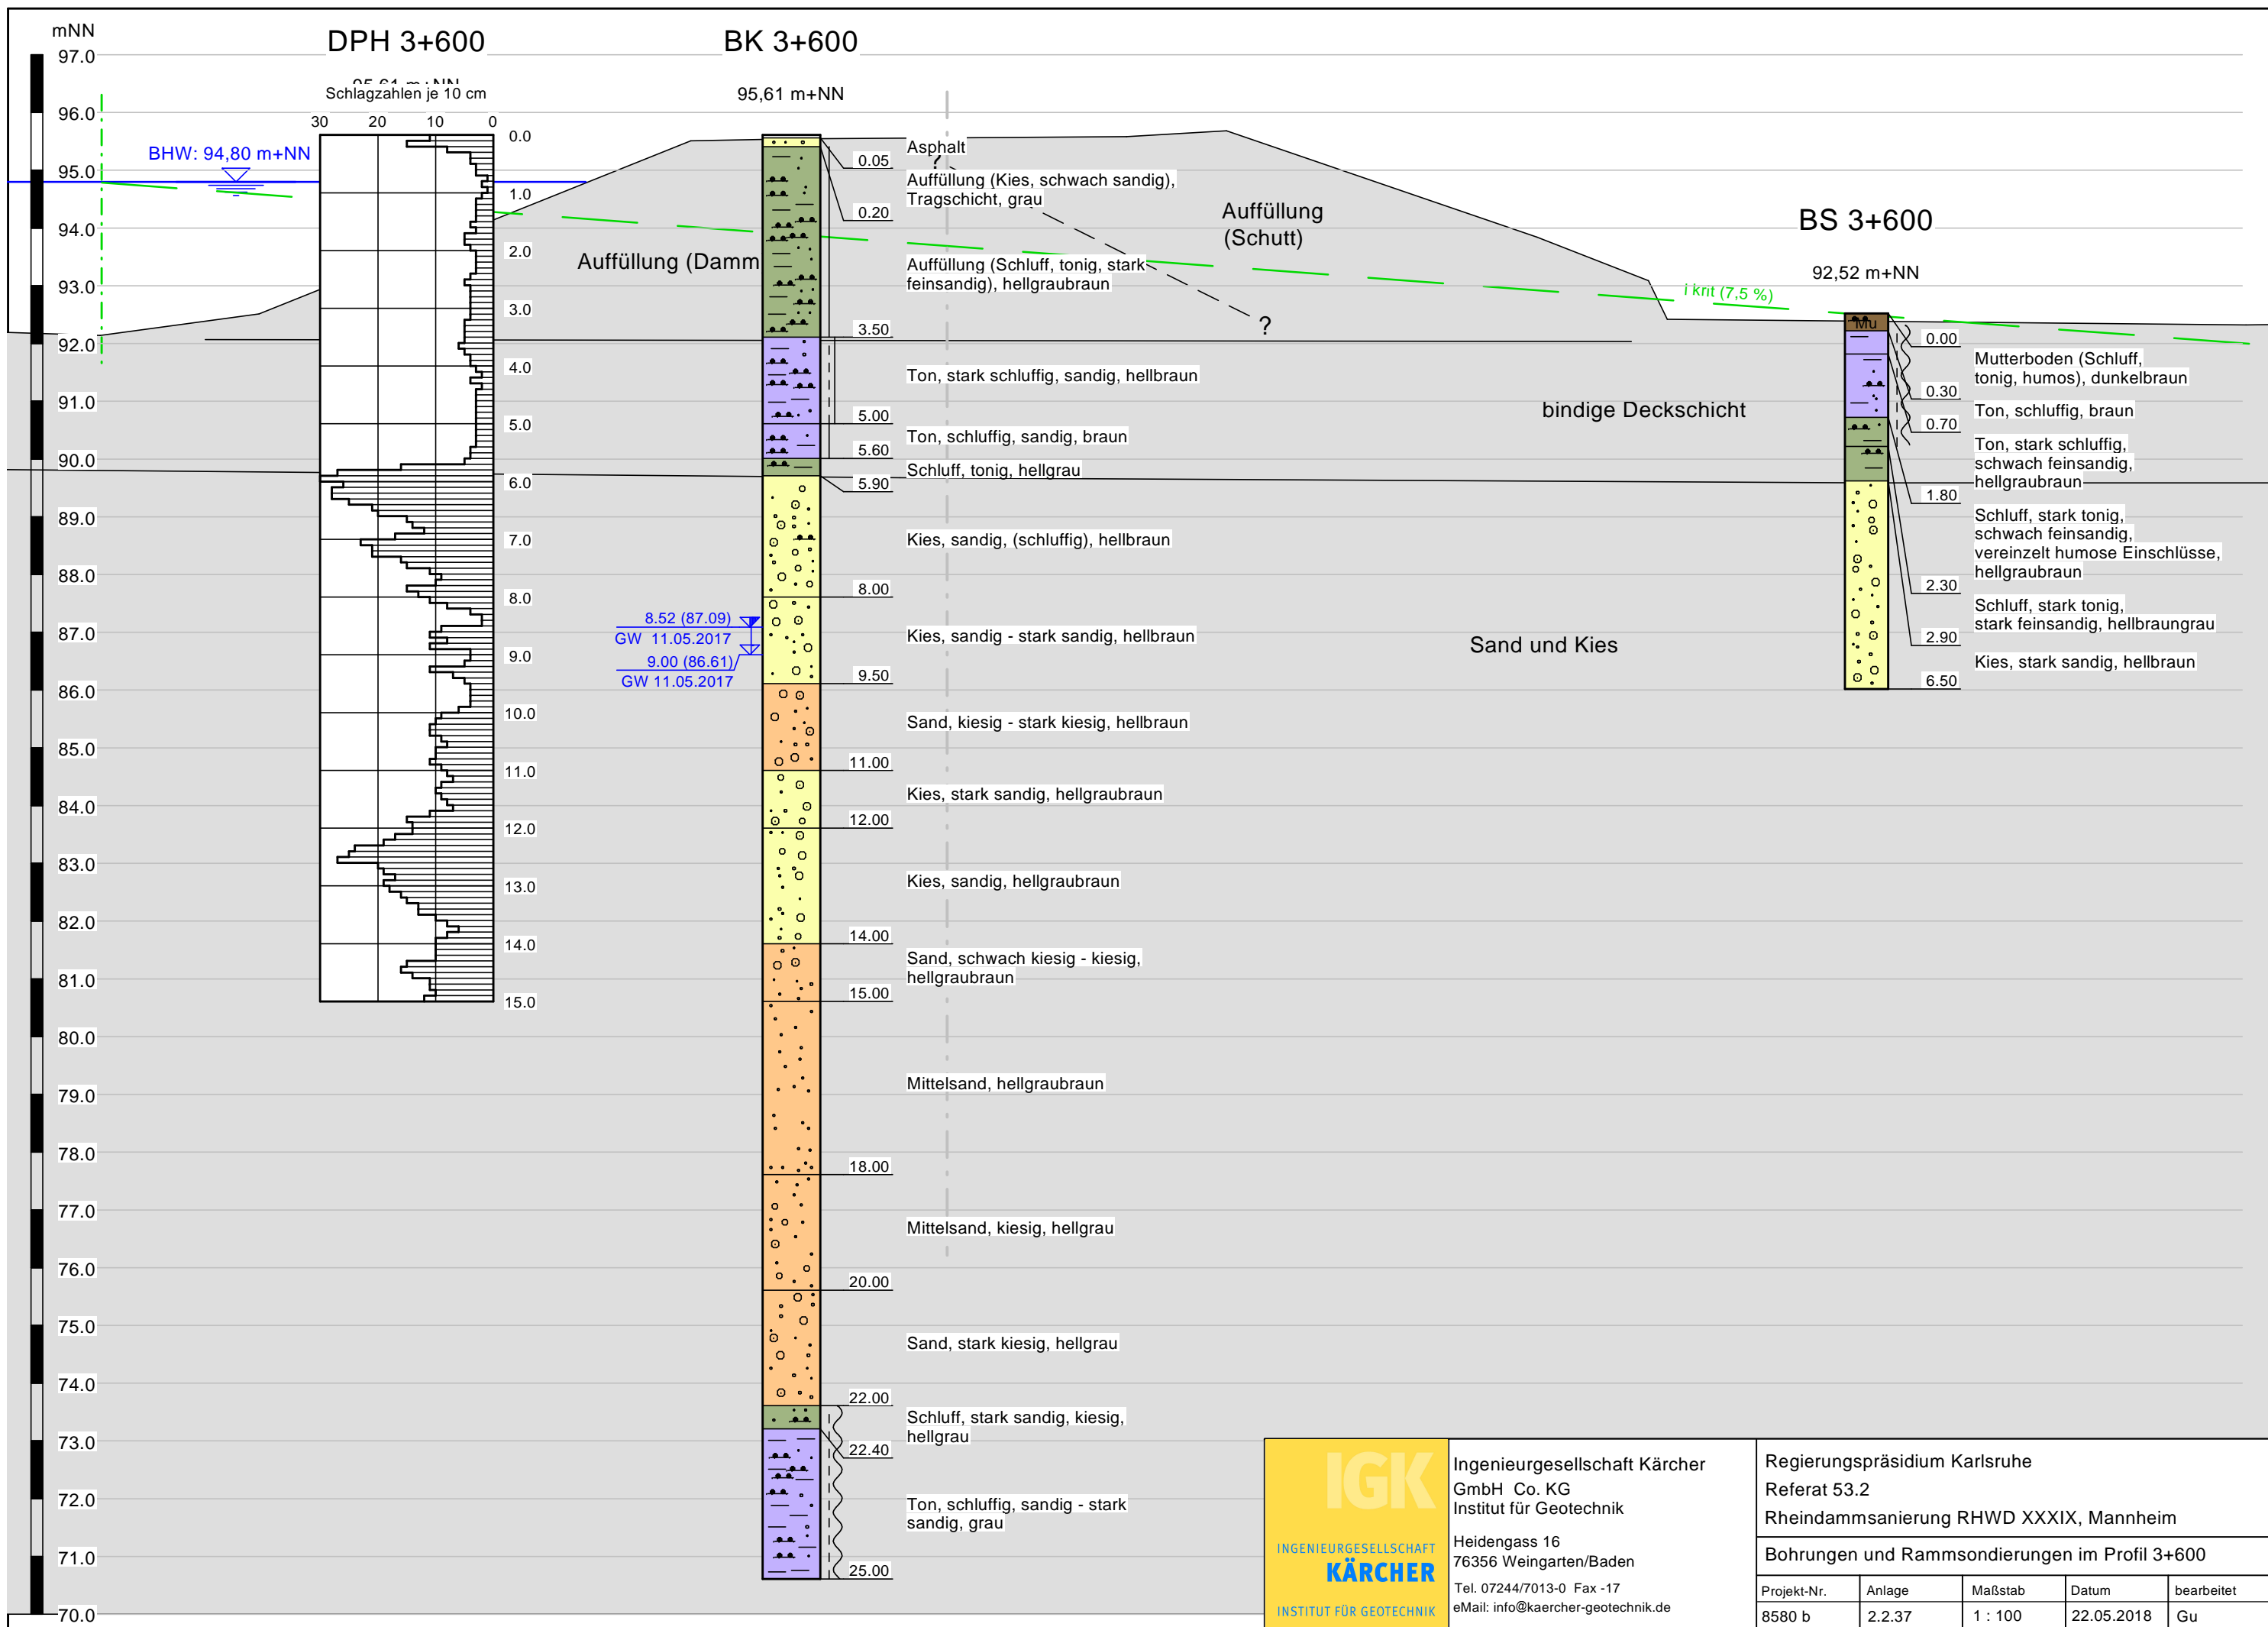 mNN
97.0
96.0
95.0
94.0
93.0
92.0
91.0
90.0
89.0
88.0
87.0
86.0
85.0
84.0
83.0
82.0
81.0
80.0
79.0
78.0
77.0
76.0
75.0
74.0
73.0
72.0
71.0
70.0
DPH 3+600
95,61 m+NN
Schlagzahlen je 10 cm
30 20 10 0
0.0
1.0
2.0
3.0
4.0
5.0
6.0
7.0
8.0
9.0
10.0
11.0
12.0
13.0
14.0
15.0
BHW: 94,80 m+NN
Auffüllung (Damm
BK 3+600
95,61 m+NN
0.05
Asphalt
?
0.20
Auffüllung (Kies, schwach sandig),
Tragschicht, grau
3.50
Auffüllung (Schluff, tonig, stark
feinsandig), hellgraubraun
5.00
Ton, stark schluffig, sandig, hellbraun
5.60
Ton, schluffig, sandig, braun
5.90
Schluff, tonig, hellgrau
8.00
Kies, sandig, (schluffig), hellbraun
8.52 (87.09)
GW 11.05.2017
9.00 (86.61)
GW 11.05.2017
9.50
Kies, sandig - stark sandig, hellbraun
11.00
Sand, kiesig - stark kiesig, hellbraun
12.00
Kies, stark sandig, hellgraubraun
14.00
Kies, sandig, hellgraubraun
15.00
Sand, schwach kiesig - kiesig,
hellgraubraun
18.00
Mittelsand, hellgraubraun
20.00
Mittelsand, kiesig, hellgrau
22.00
Sand, stark kiesig, hellgrau
22.40
Schluff, stark sandig, kiesig,
hellgrau
25.00
Ton, schluffig, sandig - stark
sandig, grau
Auffüllung
(Schutt)
?
bindige Deckschicht
Sand und Kies
i krit (7,5 %)
BS 3+600
92,52 m+NN
Mu
0.00
0.30
Mutterboden (Schluff,
tonig, humos), dunkelbraun
0.70
Ton, schluffig, braun
1.80
Ton, stark schluffig,
schwach feinsandig,
hellgraubraun
2.30
Schluff, stark tonig,
schwach feinsandig,
vereinzelt humose Einschlüsse,
hellgraubraun
2.90
Schluff, stark tonig,
stark feinsandig, hellbraungrau
6.50
Kies, stark sandig, hellbraun
IGK
INGENIEURGESELLSCHAFT
KÄRCHER
INSTITUT FÜR GEOTECHNIK
Ingenieurgesellschaft Kärcher
GmbH Co. KG
Institut für Geotechnik
Heidengass 16
76356 Weingarten/Baden
Tel. 07244/7013-0 Fax -17
eMail: info@kaercher-geotechnik.de
Regierungspräsidium Karlsruhe
Referat 53.2
Rheindammsanierung RHWD XXXIX, Mannheim
Bohrungen und Rammsondierungen im Profil 3+600
Projekt-Nr. Anlage Maßstab Datum bearbeitet
8580 b 2.2.37 1 : 100 22.05.2018 Gu